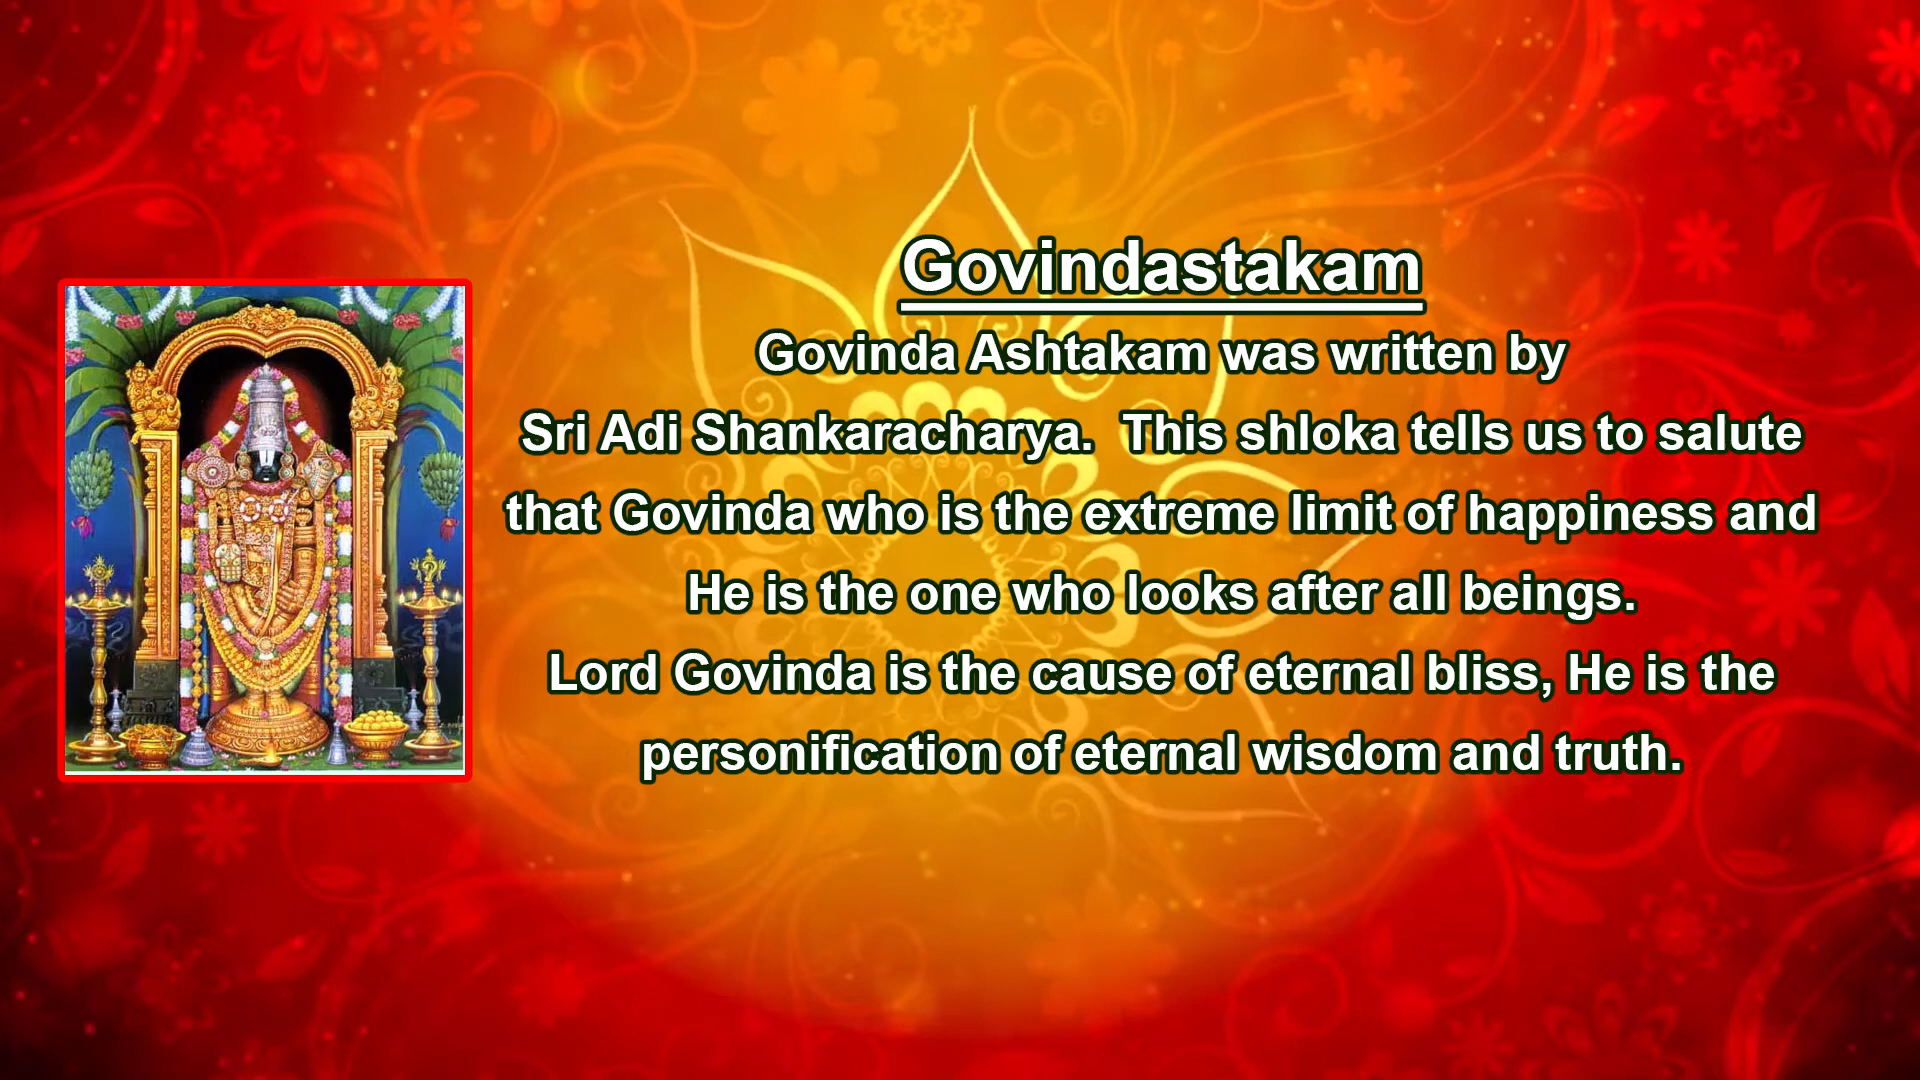 Govindastakam
Govinda Ashtakam was written by
Sri Adi Shankaracharya.  This shloka tells us to salute
that Govinda who is the extreme limit of happiness and
He is the one who looks after all beings.
Lord Govinda is the cause of eternal bliss, He is the
personification of eternal wisdom and truth.